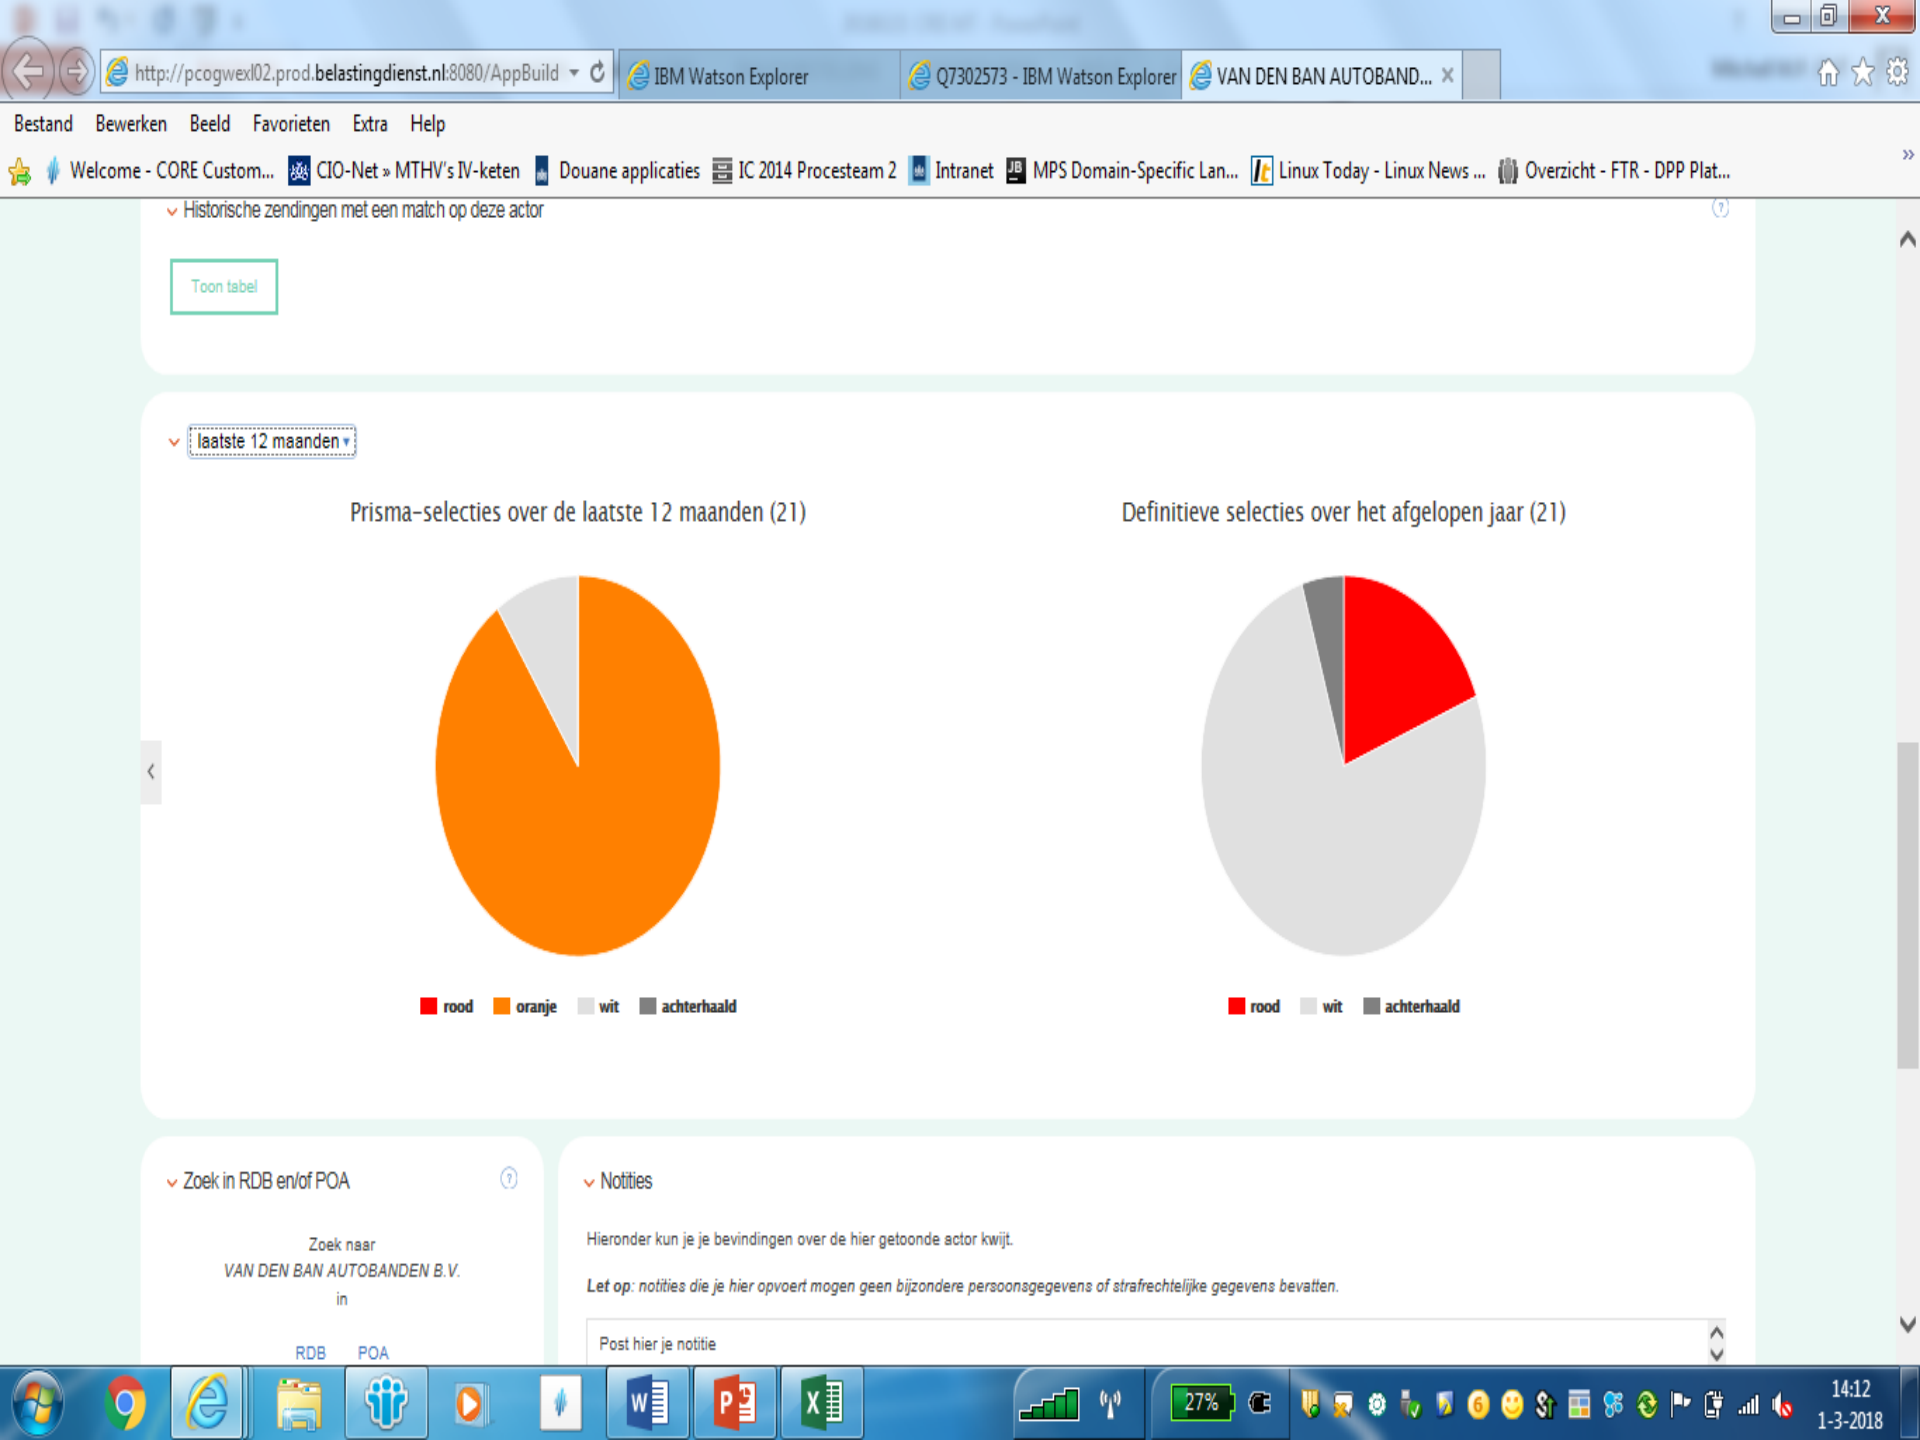 http://pcogwexl02.prod.belastingdienst.nl:8080/AppBuild
IBM Watson Explorer
Q7302573 - IBM Watson Explorer
VAN DEN BAN AUTOBAND...
Bestand Bewerken Beeld Favorieten Extra Help
Welcome - CORE Custom... CIO-Net » MTHV's IV-keten Douane applicaties IC 2014 Procesteam 2 Intranet MPS Domain-Specific Lan... Linux Today - Linux News ... Overzicht - FTR - DPP Plat...
Historische zendingen met een match op deze actor
Toon tabel
laatste 12 maanden
Prisma-selecties over de laatste 12 maanden (21)
Definitieve selecties over het afgelopen jaar (21)
rood oranje wit achterhaald
rood wit achterhaald
Zoek in RDB en/of POA
Zoek naar
VAN DEN BAN AUTOBANDEN B.V.
in
RDB POA
Notities
Hieronder kun je je bevindingen over de hier getoonde actor kwijt.
Let op: notities die je hier opvoert mogen geen bijzondere persoonsgegevens of strafrechtelijke gegevens bevatten.
Post hier je notitie
27%
14:12
1-3-2018